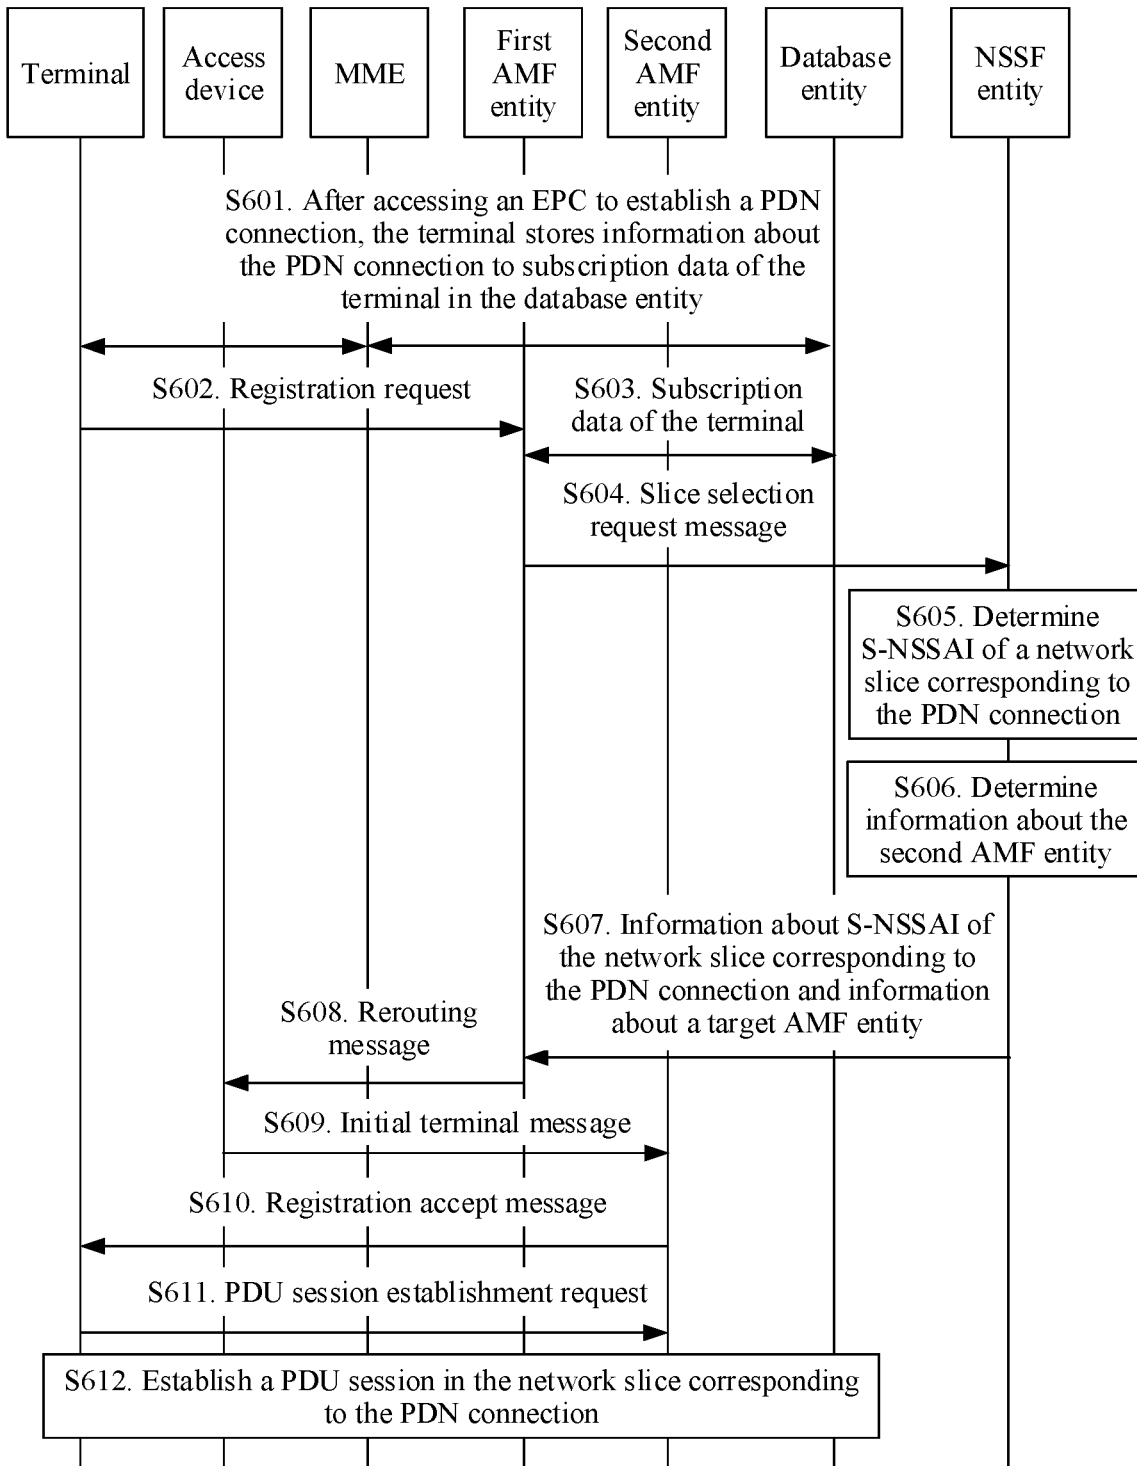 Terminal
Access
device
MME
First
AMF
entity
Second
AMF
entity
Database
entity
NSSF
entity
S601. After accessing an EPC to establish a PDN
connection, the terminal stores information about
the PDN connection to subscription data of the
terminal in the database entity
S602. Registration request
S603. Subscription
data of the terminal
S604. Slice selection
request message
S605. Determine
S-NSSAI of a network
slice corresponding to
the PDN connection
S606. Determine
information about the
second AMF entity
S607. Information about S-NSSAI of
the network slice corresponding to
the PDN connection and information
about a target AMF entity
S608. Rerouting
message
S609. Initial terminal message
S610. Registration accept message
S611. PDU session establishment request
S612. Establish a PDU session in the network slice corresponding
to the PDN connection